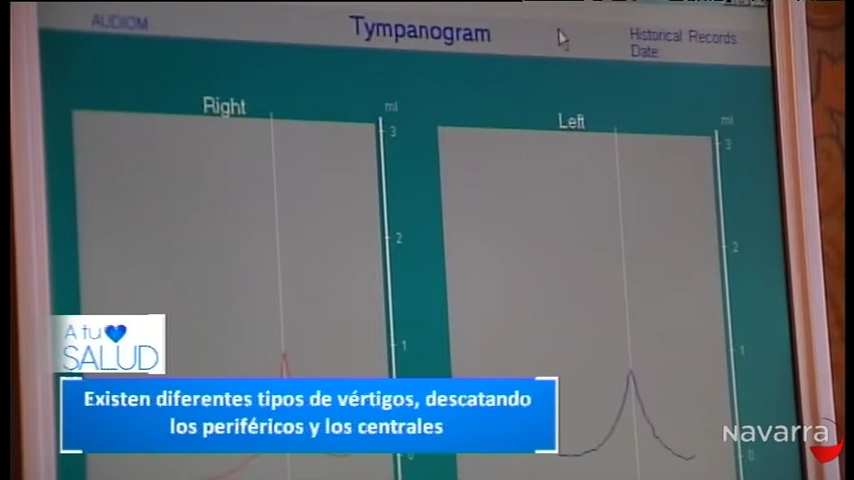 AUDIOM
Tympanogram
Historical Records
Date:
Right
ml
3
2
1
Left
ml
3
2
1
0
A tu
SALUD
Existen diferentes tipos de vértigos, descatando
los periféricos y los centrales
Navarra